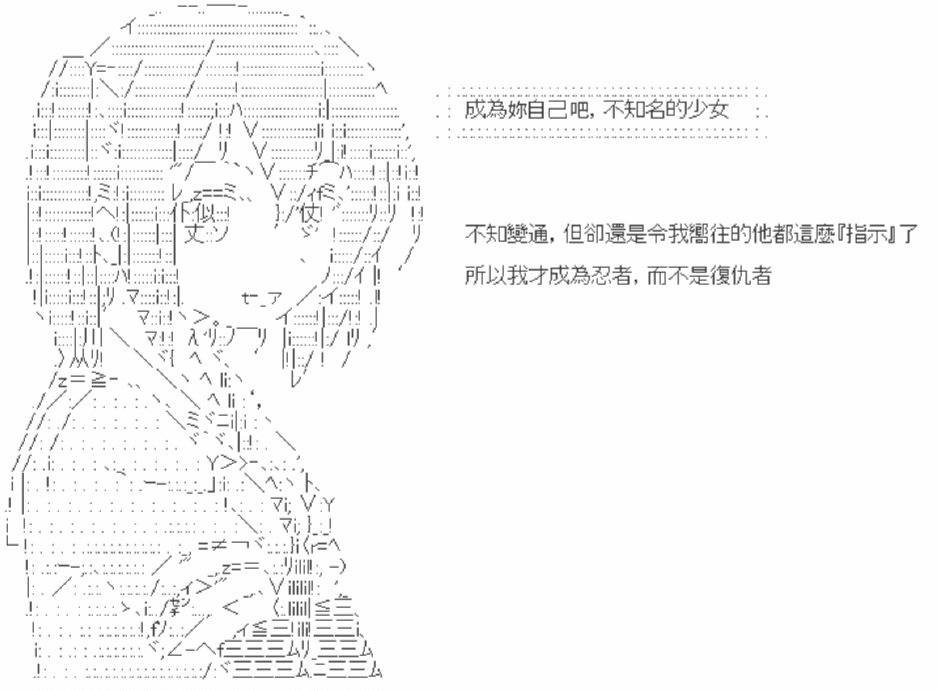 成為妳自己吧，不知名的少女
不知變通，但卻還是令我嚮往的他都這麼『指示』了
所以我才成為忍者，而不是復仇者